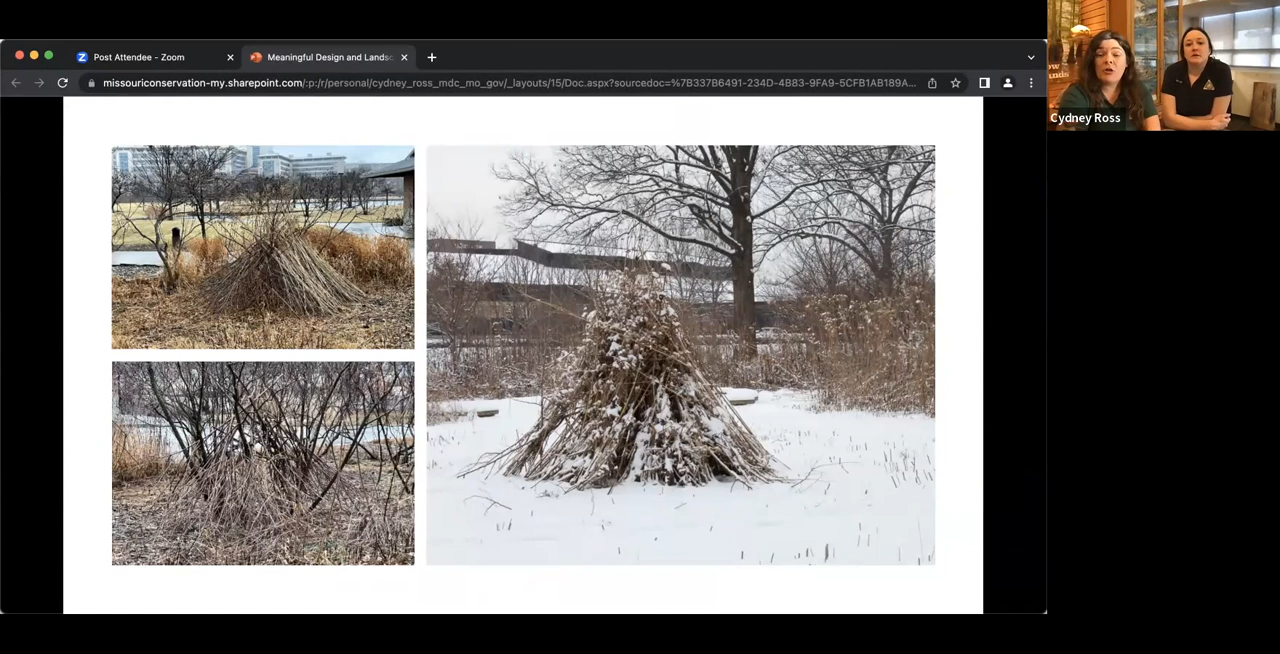 Post Attendee - Zoom
Meaningful Design and Landsc
missouriconservation-my.sharepoint.com/:p:/r/personal/cydney_ross_mdc_mo_gov/_layouts/15/Doc.aspx?sourcedoc=%7B337B6491-234D-4B83-9FA9-5CFB1AB189A...
Cydney Ross